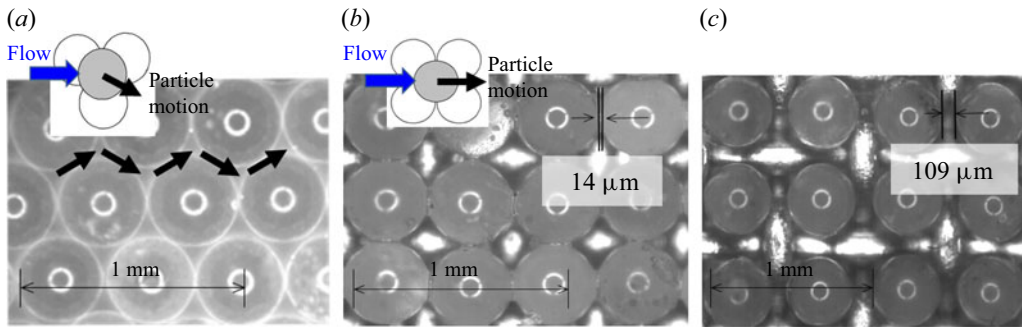 (a)
Flow
Particle
motion
1 mm
(b)
Flow
Particle
motion
14 µm
1 mm
(c)
109 µm
1 mm